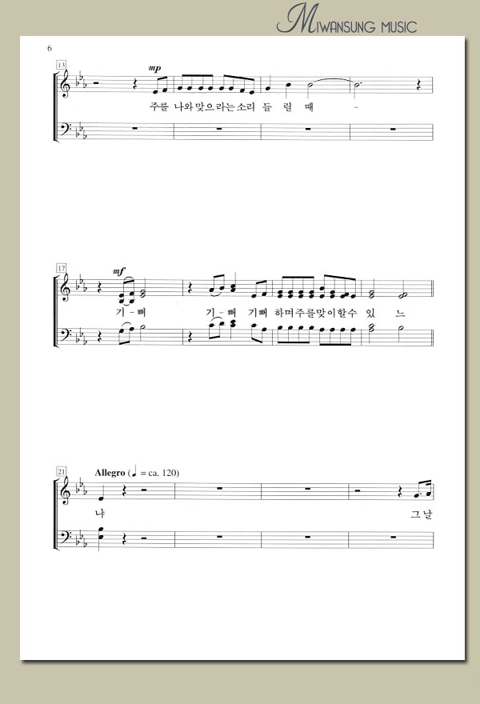 MIWANSUNG MUSIC
6
13
mp
주를 나와 맞으 라는 소리 들 릴 때 -
17
mf
기 - 뻐 기 - 뻐 기뻐 하며 주를 맞이 할 수 있 느
21 Allegro (♩ = ca. 120)
냐 그 날